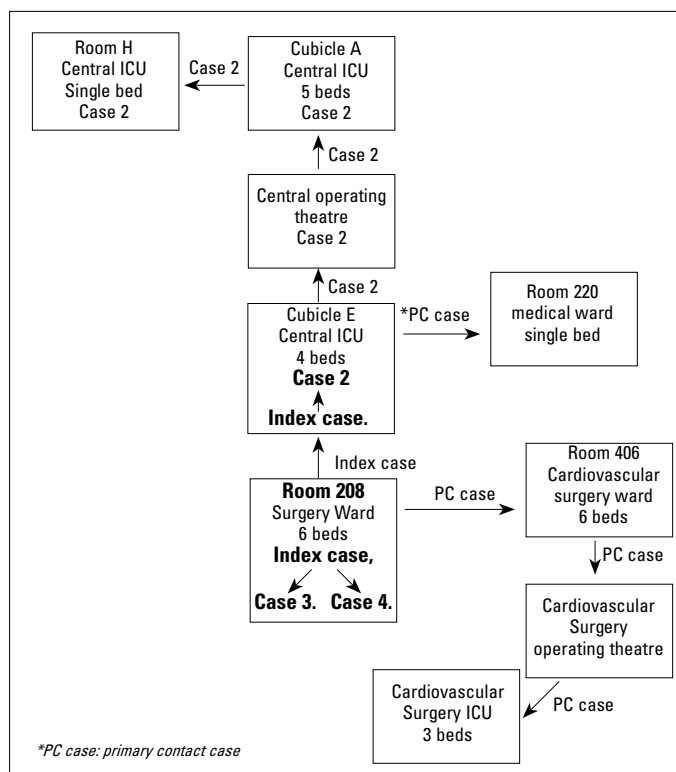 Room H
Central ICU
Single bed
Case 2
Case 2
Cubicle A
Central ICU
5 beds
Case 2
Case 2
Central operating
theatre
Case 2
Case 2
Cubicle E
Central ICU
4 beds
Case 2
Index case.
*PC case
Room 220
medical ward
single bed
Index case
Room 208
Surgery Ward
6 beds
Index case,
Case 3. Case 4.
PC case
Room 406
Cardiovascular
surgery ward
6 beds
PC case
Cardiovascular
Surgery
operating theatre
PC case
Cardiovascular
Surgery ICU
3 beds
*PC case: primary contact case